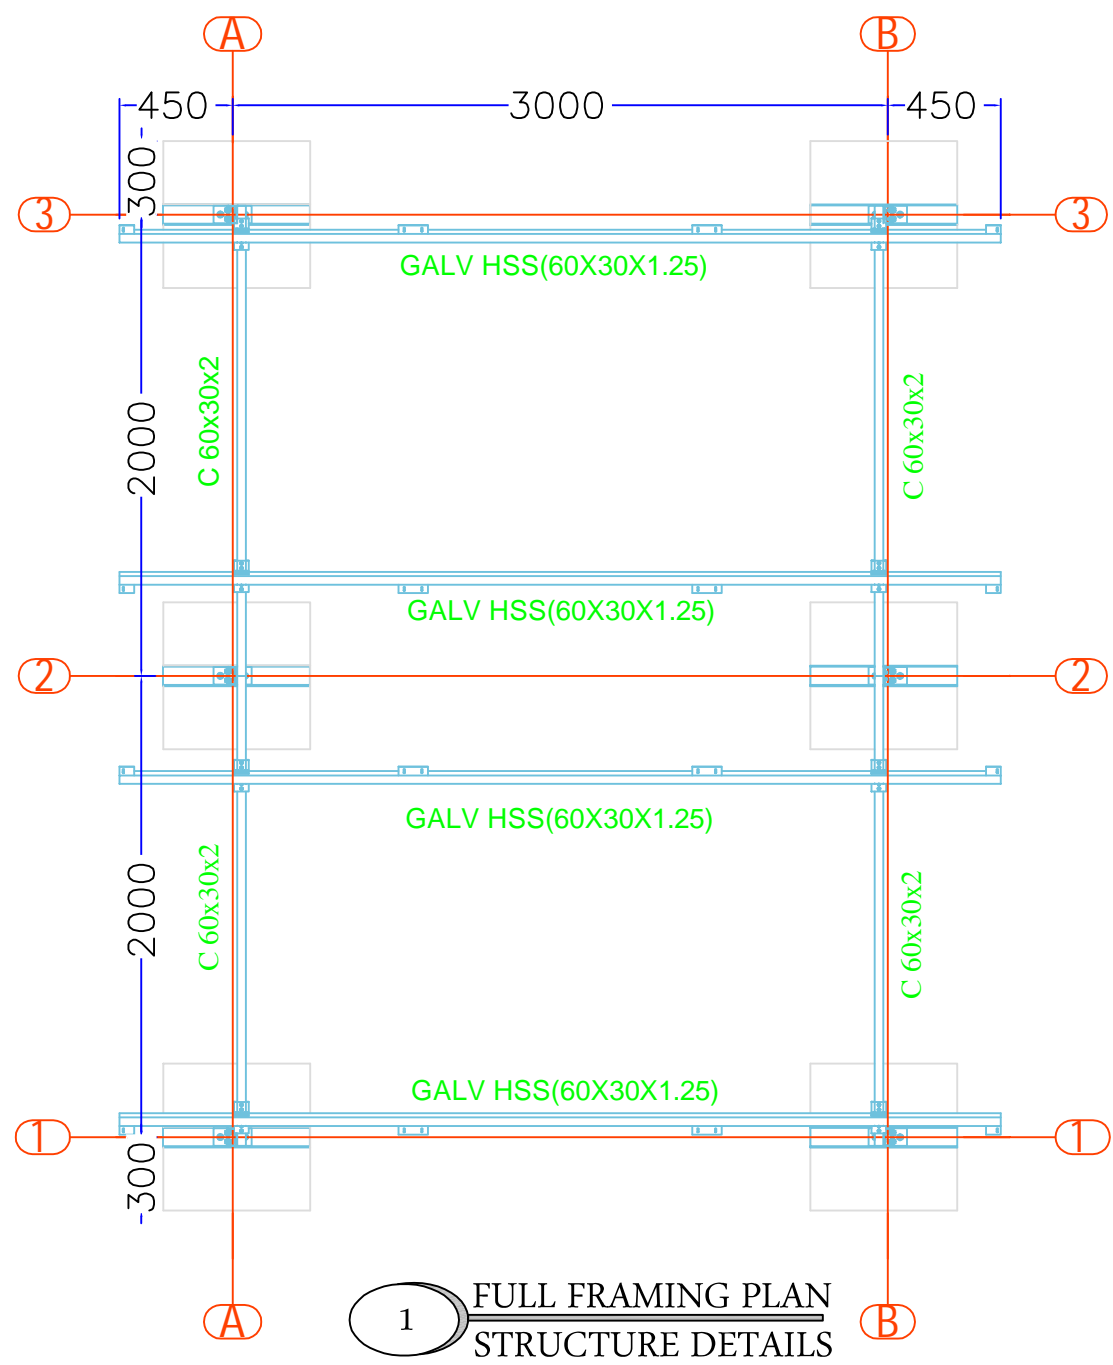 A
B
450
3000
450
300
3
3
GALV HSS(60X30X1.25)
C 60x30x2
C 60x30x2
2000
GALV HSS(60X30X1.25)
2
2
GALV HSS(60X30X1.25)
C 60x30x2
C 60x30x2
2000
GALV HSS(60X30X1.25)
1
1
300
A
B
1
FULL FRAMING PLAN
STRUCTURE DETAILS